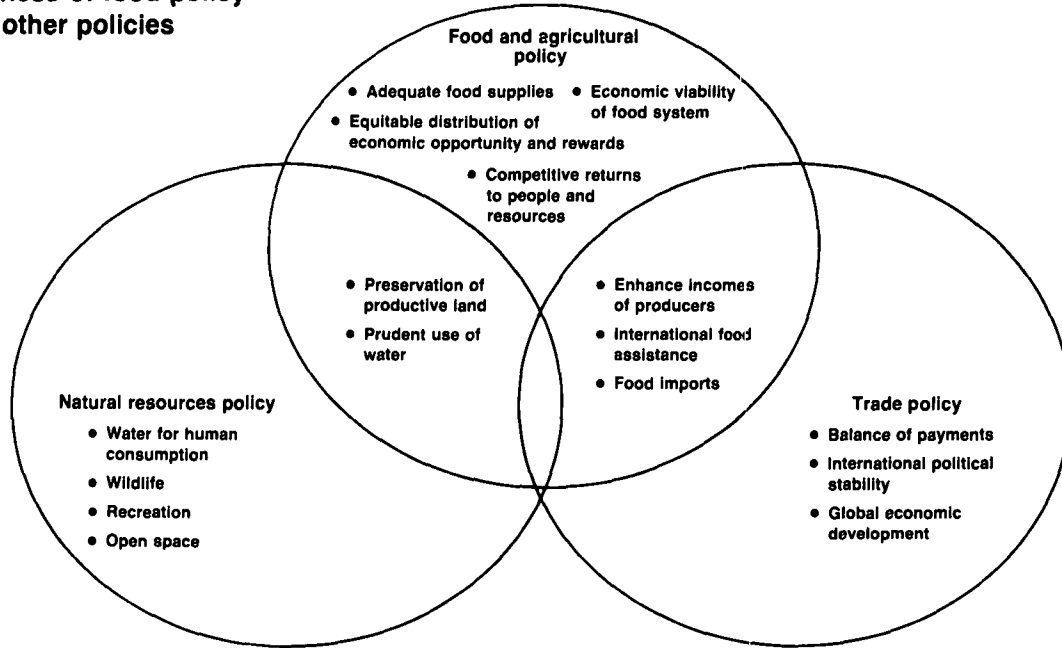 of food policy
other policies
Food and agricultural
policy
• Adequate food supplies
• Economic viability
of food system
• Equitable distribution of
economic opportunity and rewards
• Competitive returns
to people and
resources
• Preservation of
productive land
• Prudent use of
water
• Enhance incomes
of producers
• International food
assistance
• Food imports
Natural resources policy
• Water for human
consumption
• Wildlife
• Recreation
• Open space
Trade policy
• Balance of payments
• International political
stability
• Global economic
development